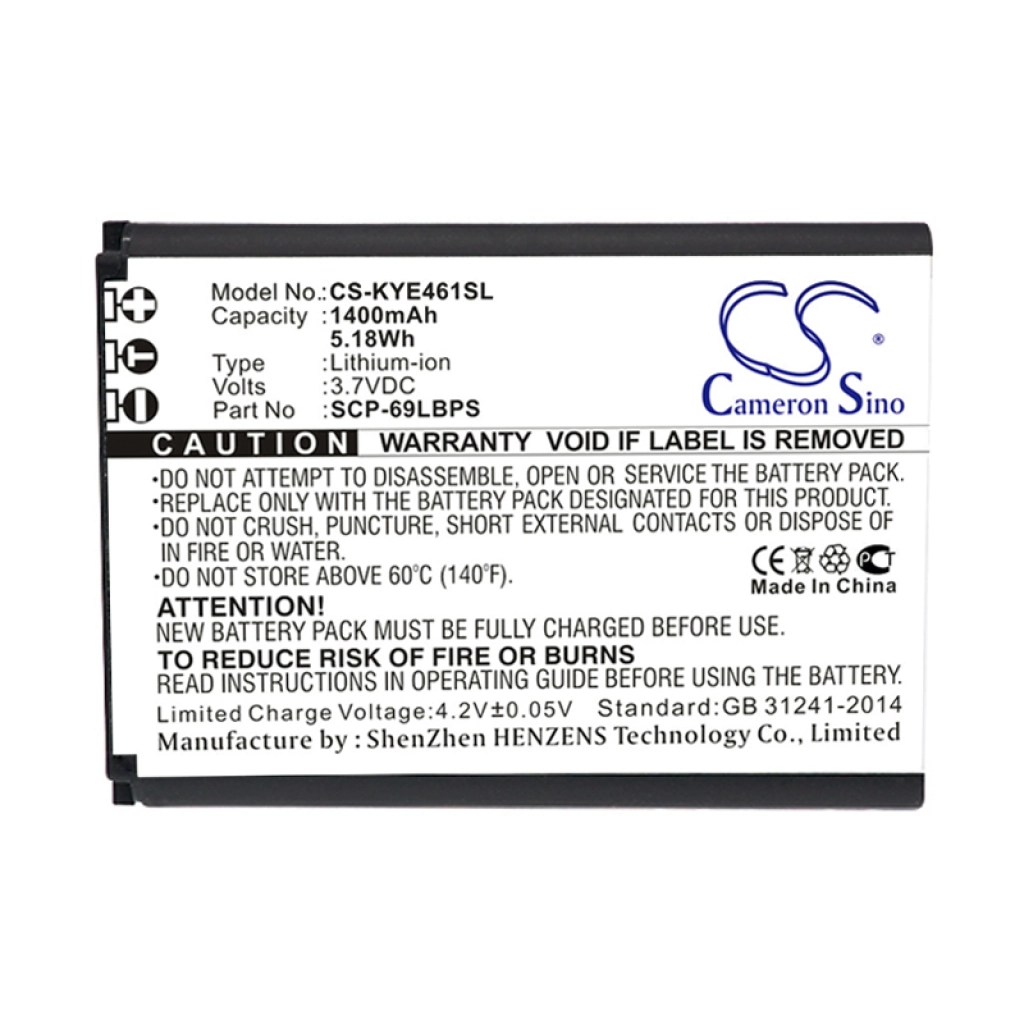 Model No.:CS-KYE461SL
Capacity :1400mAh
5.18Wh
Type :Lithium-ion
Volts :3.7VDC
Part No :SCP-69LBPS
CS ®
Cameron Sino
+
T
-
CAUTION WARRANTY VOID IF LABEL IS REMOVED
•DO NOT ATTEMPT TO DISASSEMBLE, OPEN OR SERVICE THE BATTERY PACK.
•REPLACE ONLY WITH THE BATTERY PACK DESIGNATED FOR THIS PRODUCT.
•DO NOT CRUSH, PUNCTURE, SHORT EXTERNAL CONTACTS OR DISPOSE OF
IN FIRE OR WATER.
•DO NOT STORE ABOVE 60°C (140°F).
CE PCT
Made In China
ATTENTION!
NEW BATTERY PACK MUST BE FULLY CHARGED BEFORE USE.
TO REDUCE RISK OF FIRE OR BURNS
READ INSTRUCTIONS IN OPERATING GUIDE BEFORE USING THE BATTERY.
Limited Charge Voltage:4.2V±0.05V Standard:GB 31241-2014
Manufacture by : ShenZhen HENZENS Technology Co., Limited